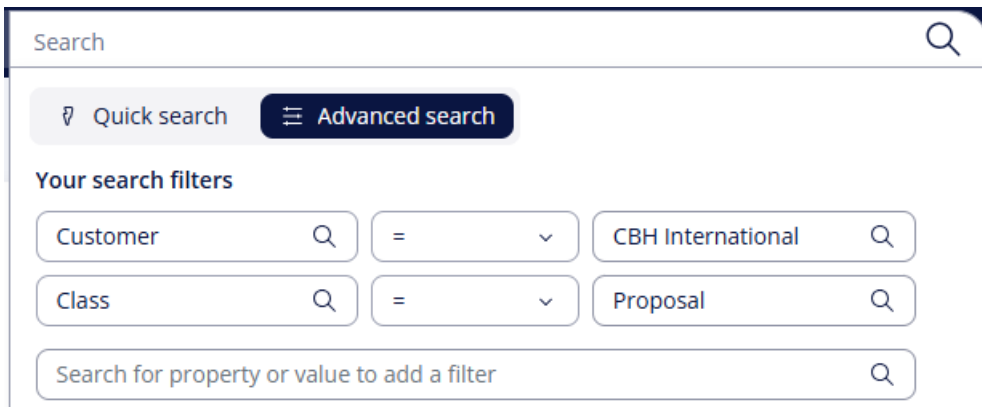 Search
Quick search Advanced search
Your search filters
Customer = CBH International
Class = Proposal
Search for property or value to add a filter